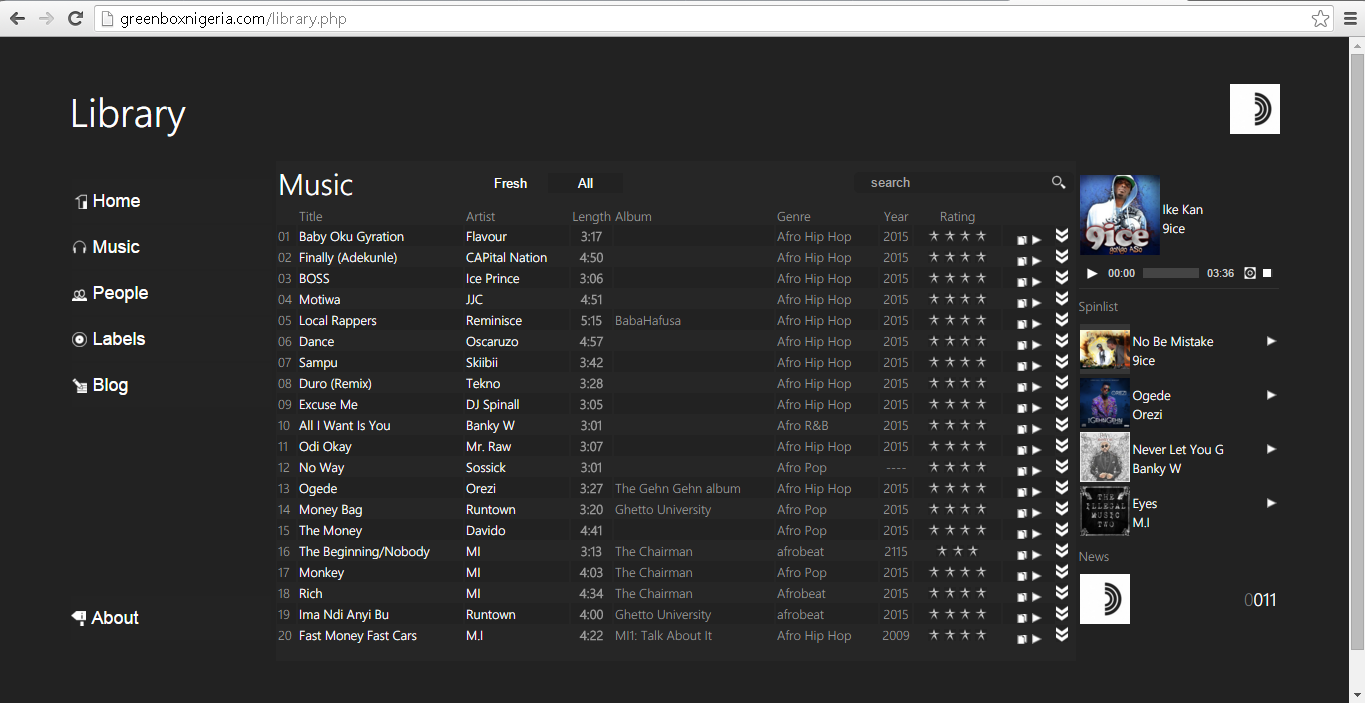 greenboxnigeria.com/library.php
Library
Home
Music
People
Labels
Blog
About
Music Fresh All search
Title Artist Length Album Genre Year Rating
01 Baby Oku Gyration Flavour 3:17 Afro Hip Hop 2015
02 Finally (Adekunle) CAPital Nation 4:50 Afro Hip Hop 2015
03 BOSS Ice Prince 3:06 Afro Hip Hop 2015
04 Motiwa JJC 4:51 Afro Hip Hop 2015
05 Local Rappers Reminisce 5:15 BabaHafusa Afro Hip Hop 2015
06 Dance Oscaruzo 4:57 Afro Hip Hop 2015
07 Sampu Skiibii 3:42 Afro Hip Hop 2015
08 Duro (Remix) Tekno 3:28 Afro Hip Hop 2015
09 Excuse Me DJ Spinall 3:05 Afro Hip Hop 2015
10 All I Want Is You Banky W 3:01 Afro R&B 2015
11 Odi Okay Mr. Raw 3:07 Afro Hip Hop 2015
12 No Way Sossick 3:01 Afro Pop ----
13 Ogede Orezi 3:27 The Gehn Gehn album Afro Hip Hop 2015
14 Money Bag Runtown 3:20 Ghetto University Afro Pop 2015
15 The Money Davido 4:41 Afro Pop 2015
16 The Beginning/Nobody MI 3:13 The Chairman afrobeat 2115
17 Monkey MI 4:03 The Chairman Afro Pop 2015
18 Rich MI 4:34 The Chairman Afrobeat 2015
19 Ima Ndi Anyi Bu Runtown 4:00 Ghetto University afrobeat 2015
20 Fast Money Fast Cars M.I 4:22 MI1: Talk About It Afro Hip Hop 2009
9ice
GONGO ASO
Ike Kan
9ice
00:00 03:36
Spinlist
No Be Mistake
9ice
OREZI
Ogede
Orezi
Never Let You G
Banky W
THE
ILLEGAL
MUSIC
TWO
Eyes
M.I
News
0011